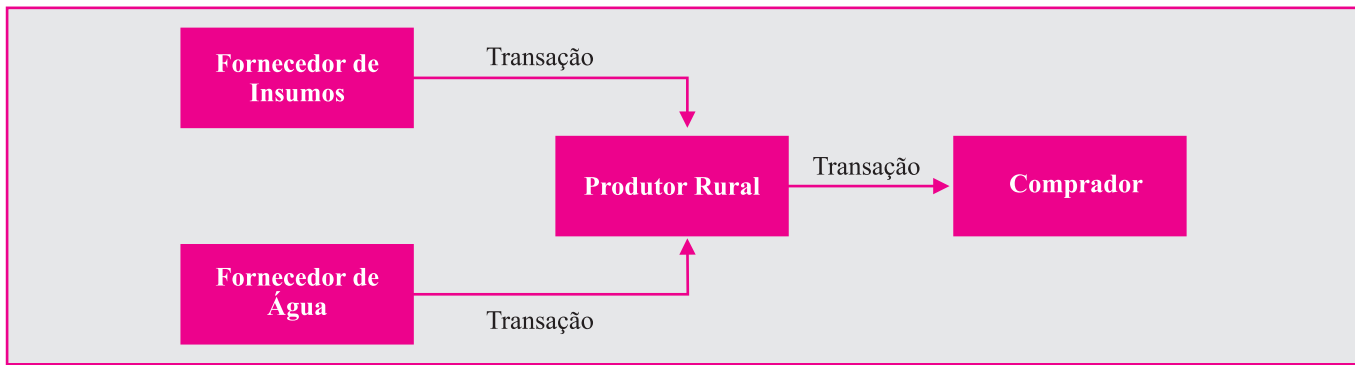 Fornecedor de
Insumos
Transação
Produtor Rural
Transação
Comprador
Fornecedor de
Água
Transação